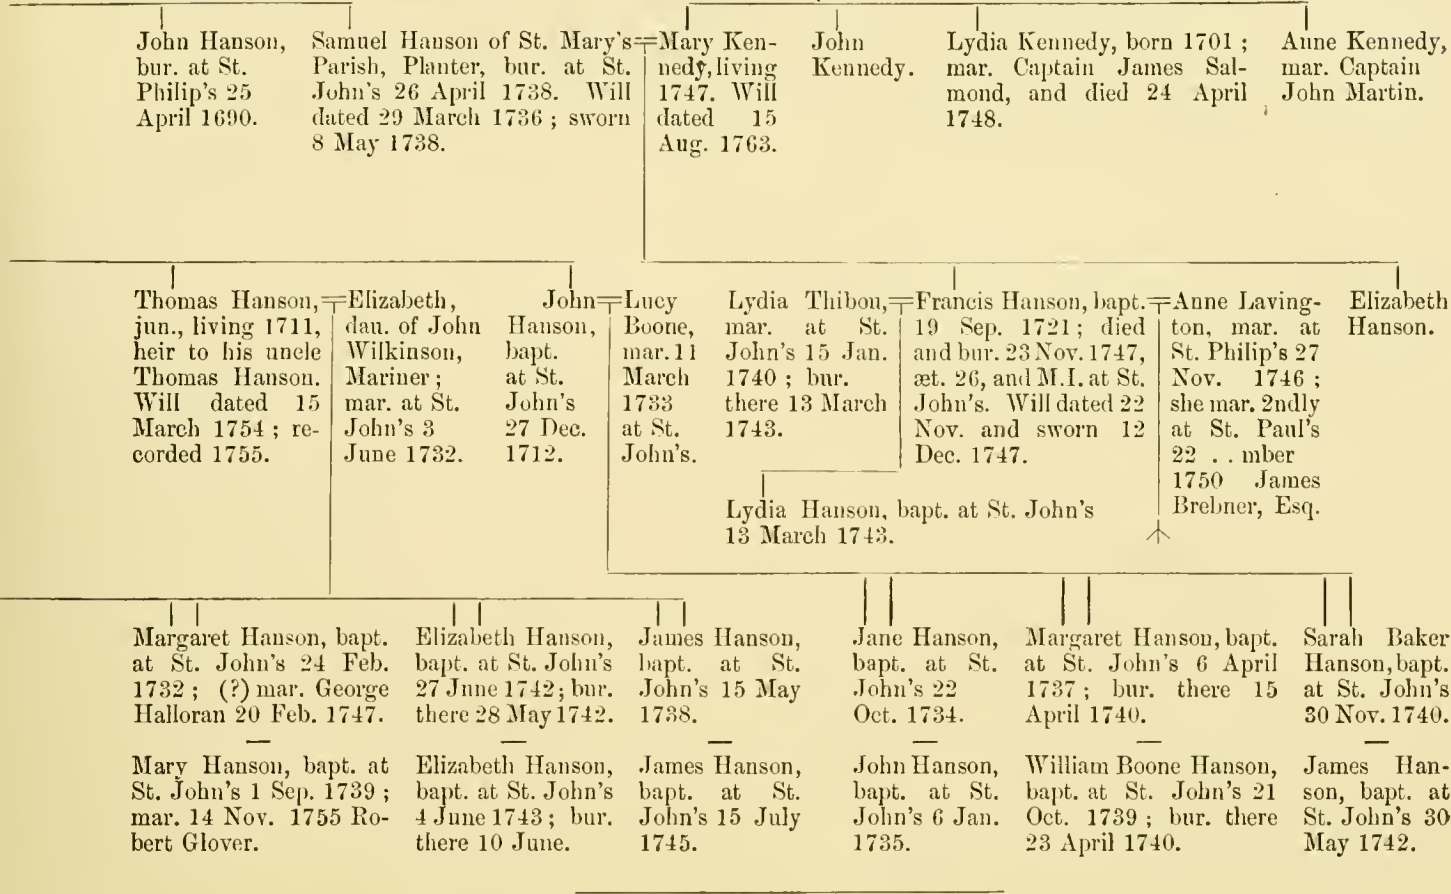 John Hanson,
bur. at St.
Philip's 25
April 1690.
Samuel Hanson of St. Mary's
Parish, Planter, bur. at St.
John's 26 April 1738. Will
dated 29 March 1736 ; sworn
8 May 1738.
Mary Ken-
nedy, living
1747. Will
dated 15
Aug. 1763.
John
Kennedy.
Lydia Kennedy, born 1701 ;
mar. Captain James Sal-
mond, and died 24 April
1748.
Anne Kennedy,
mar. Captain
John Martin.
Thomas Hanson,
jun., living 1711,
heir to his uncle
Thomas Hanson.
Will dated 15
March 1754 ; re-
corded 1755.
Elizabeth,
dau. of John
Wilkinson,
Mariner ;
mar. at St.
John's 3
June 1732.
John
Hanson,
bapt.
at St.
John's
27 Dec.
1712.
Lucy
Boone,
mar. 11
March
1733
at St.
John's.
Lydia Thibou,
mar. at St.
John's 15 Jan.
1740 ; bur.
there 13 March
1743.
Francis Hanson, bapt.
19 Sep. 1721 ; died
and bur. 23 Nov. 1747,
æt. 26, and M.I. at St.
John's. Will dated 22
Nov. and sworn 12
Dec. 1747.
Anne Laving-
ton, mar. at
St. Philip's 27
Nov. 1746 ;
she mar. 2ndly
at St. Paul's
22 . . mber
1750 James
Brebner, Esq.
Elizabeth
Hanson.
Lydia Hanson, bapt. at St. John's
13 March 1743.
Margaret Hanson, bapt.
at St. John's 24 Feb.
1732 ; (?) mar. George
Halloran 20 Feb. 1747.
Elizabeth Hanson,
bapt. at St. John's
27 June 1742 ; bur.
there 28 May 1742.
James Hanson,
bapt. at St.
John's 15 May
1738.
Jane Hanson,
bapt. at St.
John's 22
Oct. 1734.
Margaret Hanson, bapt.
at St. John's 6 April
1737 ; bur. there 15
April 1740.
Sarah Baker
Hanson, bapt.
at St. John's
30 Nov. 1740.
Mary Hanson, bapt. at
St. John's 1 Sep. 1739 ;
mar. 14 Nov. 1755 Ro-
bert Glover.
Elizabeth Hanson,
bapt. at St. John's
4 June 1743 ; bur.
there 10 June.
James Hanson,
bapt. at St.
John's 15 July
1745.
John Hanson,
bapt. at St.
John's 6 Jan.
1735.
William Boone Hanson,
bapt. at St. John's 21
Oct. 1739 ; bur. there
23 April 1740.
James Han-
son, bapt. at
St. John's 30
May 1742.